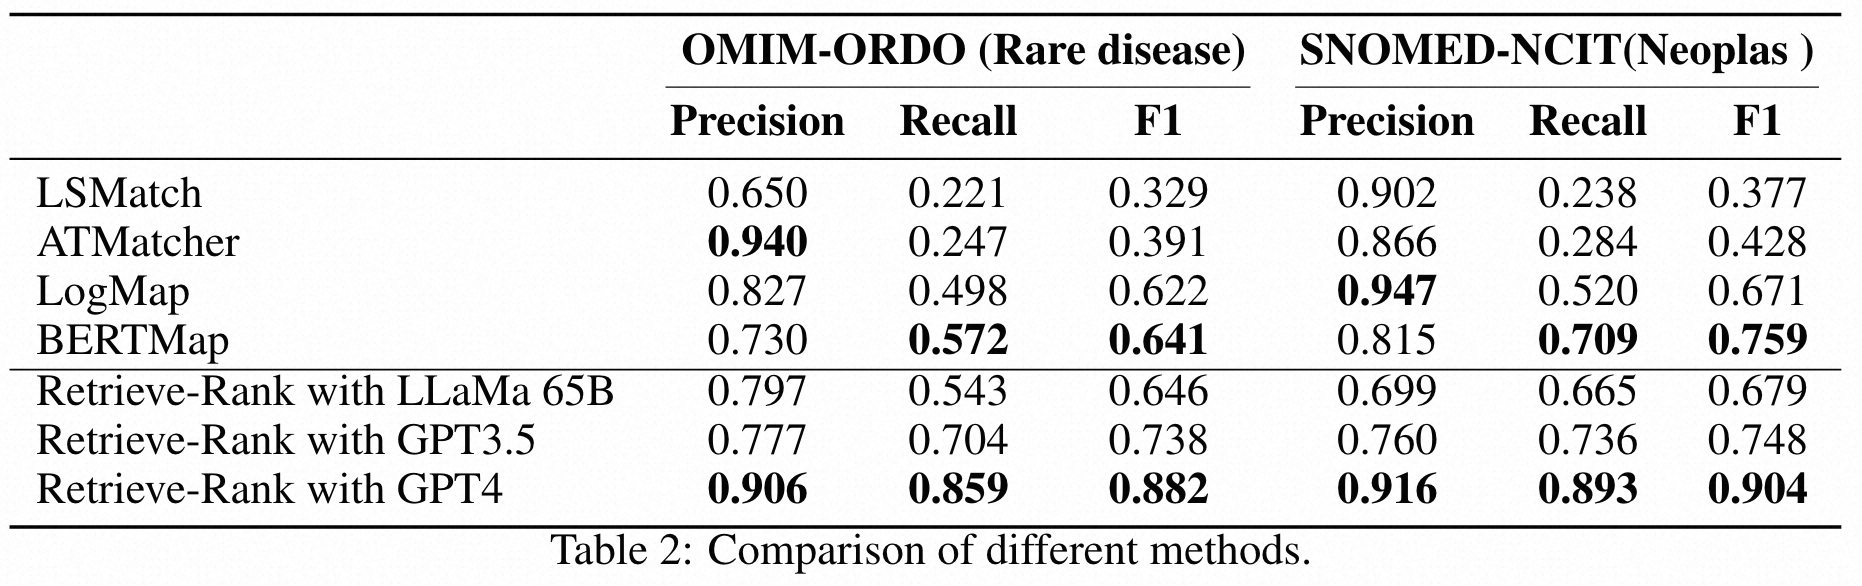 OMIM-ORDO (Rare disease) SNOMED-NCIT(Neoplas )
Precision Recall F1 Precision Recall F1
LSMatch 0.650 0.221 0.329 0.902 0.238 0.377
ATMatcher 0.940 0.247 0.391 0.866 0.284 0.428
LogMap 0.827 0.498 0.622 0.947 0.520 0.671
BERTMap 0.730 0.572 0.641 0.815 0.709 0.759
Retrieve-Rank with LLaMa 65B 0.797 0.543 0.646 0.699 0.665 0.679
Retrieve-Rank with GPT3.5 0.777 0.704 0.738 0.760 0.736 0.748
Retrieve-Rank with GPT4 0.906 0.859 0.882 0.916 0.893 0.904
Table 2: Comparison of different methods.